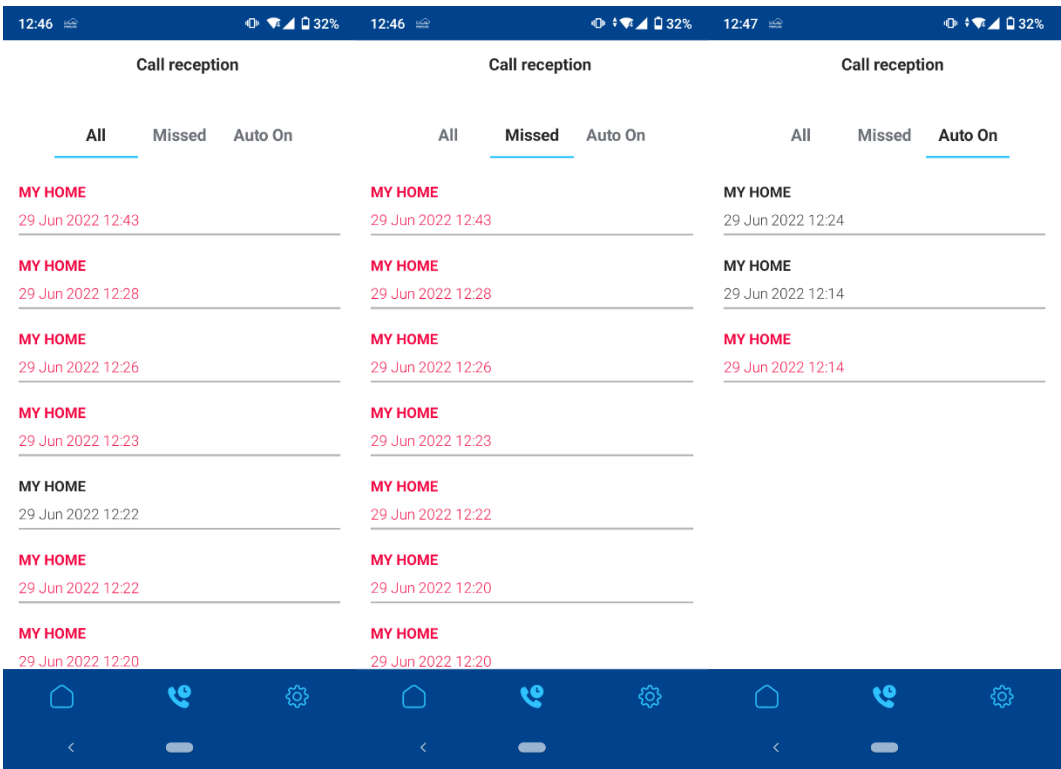 12:46 32%
Call reception
All Missed Auto On
MY HOME
29 Jun 2022 12:43
MY HOME
29 Jun 2022 12:28
MY HOME
29 Jun 2022 12:26
MY HOME
29 Jun 2022 12:23
MY HOME
29 Jun 2022 12:22
MY HOME
29 Jun 2022 12:22
MY HOME
29 Jun 2022 12:20
12:46 32%
Call reception
All Missed Auto On
MY HOME
29 Jun 2022 12:43
MY HOME
29 Jun 2022 12:28
MY HOME
29 Jun 2022 12:26
MY HOME
29 Jun 2022 12:23
MY HOME
29 Jun 2022 12:22
MY HOME
29 Jun 2022 12:20
MY HOME
29 Jun 2022 12:20
12:47 32%
Call reception
All Missed Auto On
MY HOME
29 Jun 2022 12:24
MY HOME
29 Jun 2022 12:14
MY HOME
29 Jun 2022 12:14